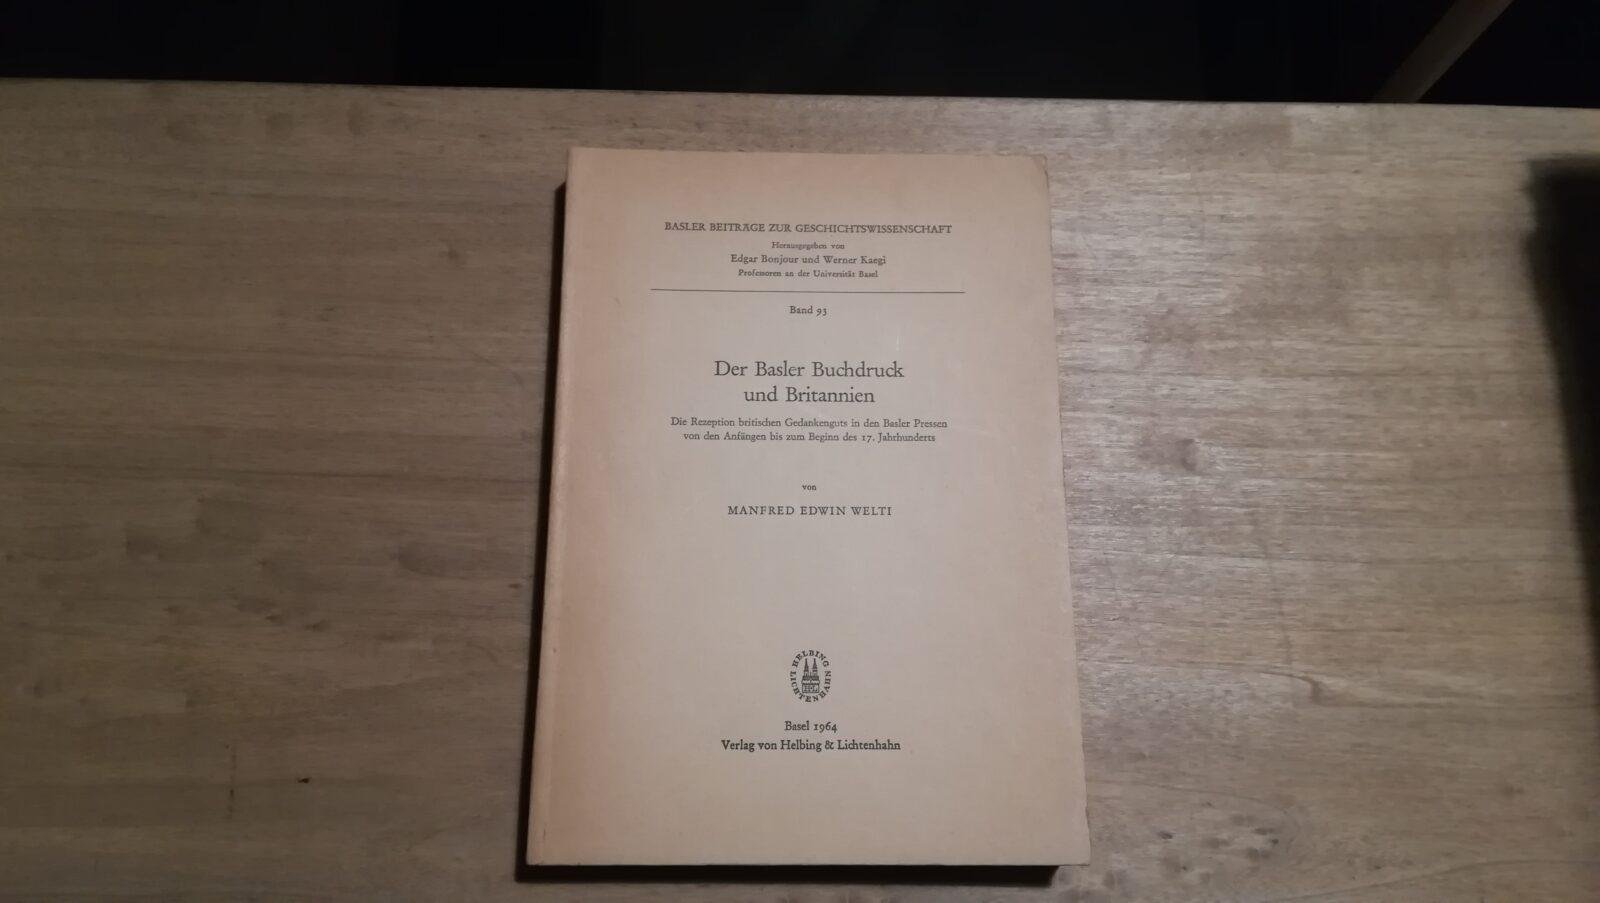 BASLER BEITRÄGE ZUR GESCHICHTSWISSENSCHAFT
Herausgegeben von
Edgar Bonjour und Werner Kaegi
Professoren an der Universität Basel
Band 93
Der Basler Buchdruck
und Britannien
Die Rezeption britischen Gedankenguts in den Basler Pressen
von den Anfängen bis zum Beginn des 17. Jahrhunderts
von
MANFRED EDWIN WELTI
HELBING
LICHTENHAHN
H·L
Basel 1964
Verlag von Helbing & Lichtenhahn